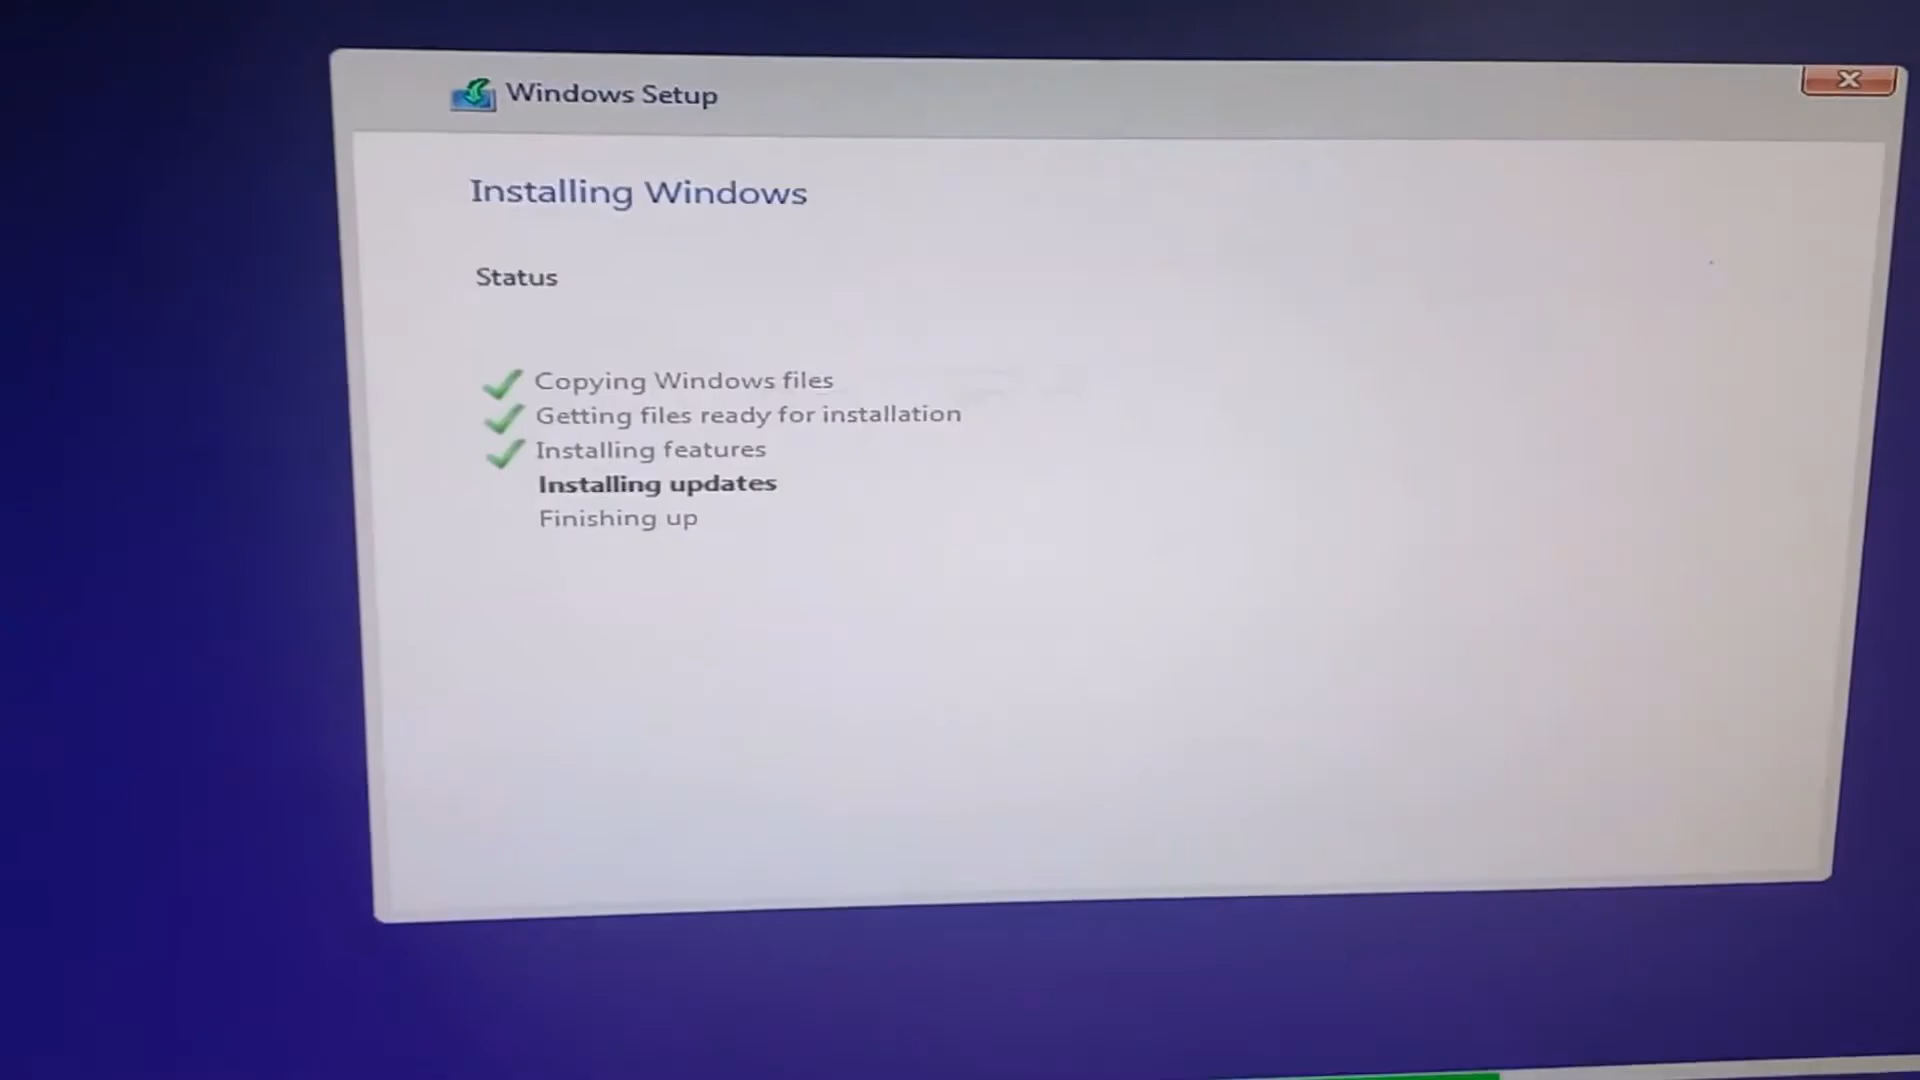 Windows Setup
Installing Windows
Status
Copying Windows files
Getting files ready for installation
Installing features
Installing updates
Finishing up